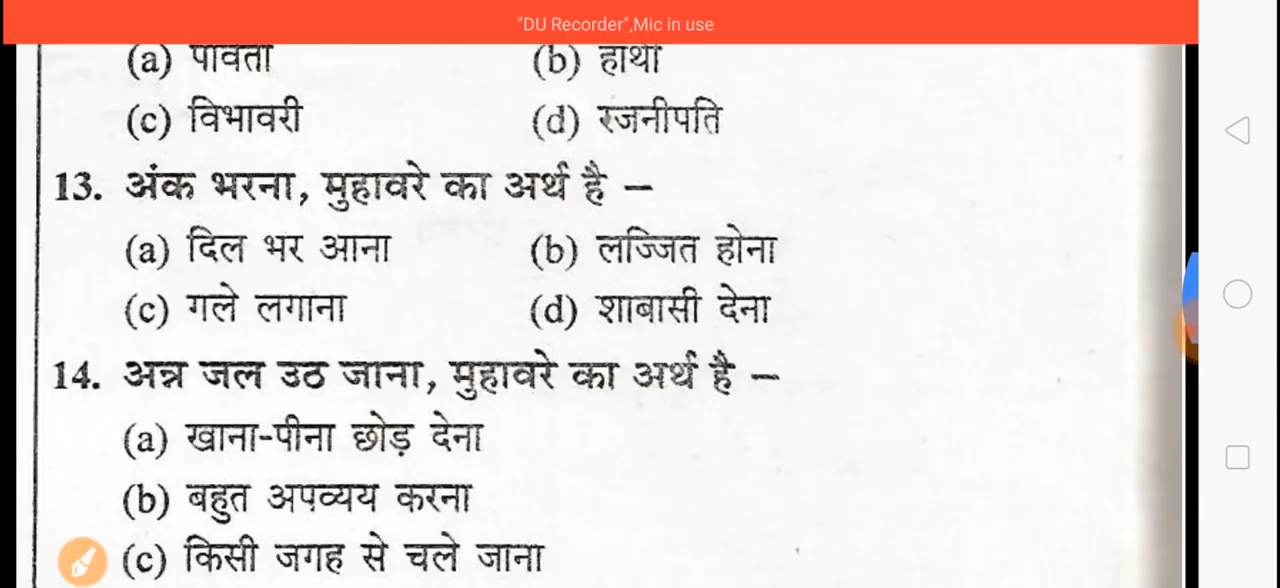 "DU Recorder",Mic in use
(a) पार्वती (b) हाथी
(c) विभावरी (d) रजनीपति
13. अंक भरना, मुहावरे का अर्थ है –
(a) दिल भर आना (b) लज्जित होना
(c) गले लगाना (d) शाबासी देना
14. अन्न जल उठ जाना, मुहावरे का अर्थ है –
(a) खाना-पीना छोड़ देना
(b) बहुत अपव्यय करना
(c) किसी जगह से चले जाना